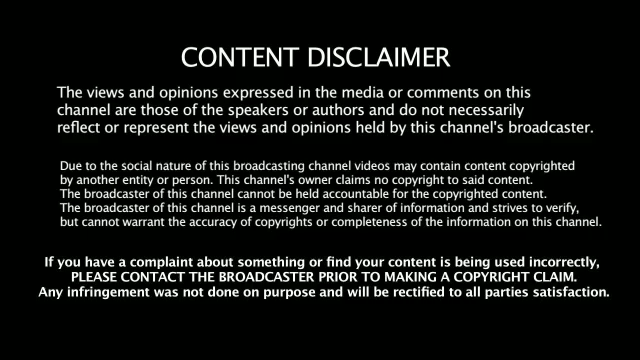 CONTENT DISCLAIMER
The views and opinions expressed in the media or comments on this
channel are those of the speakers or authors and do not necessarily
reflect or represent the views and opinions held by this channel's broadcaster.
Due to the social nature of this broadcasting channel videos may contain content copyrighted
by another entity or person. This channel's owner claims no copyright to said content.
The broadcaster of this channel cannot be held accountable for the copyrighted content.
The broadcaster of this channel is a messenger and sharer of information and strives to verify,
but cannot warrant the accuracy of copyrights or completeness of the information on this channel.
If you have a complaint about something or find your content is being used incorrectly,
PLEASE CONTACT THE BROADCASTER PRIOR TO MAKING A COPYRIGHT CLAIM.
Any infringement was not done on purpose and will be rectified to all parties satisfaction.